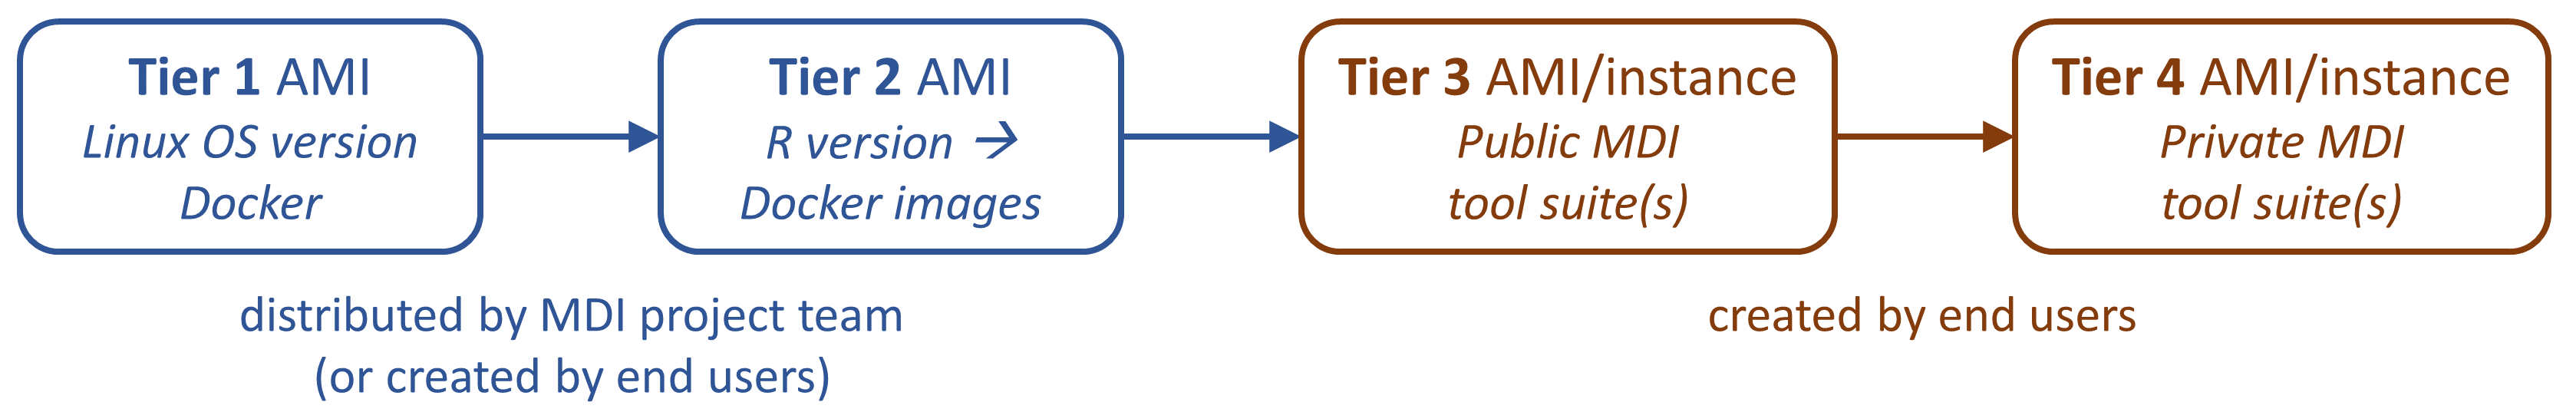 Tier 1 AMI
Linux OS version
Docker
Tier 2 AMI
R version →
Docker images
Tier 3 AMI/instance
Public MDI
tool suite(s)
Tier 4 AMI/instance
Private MDI
tool suite(s)
distributed by MDI project team
(or created by end users)
created by end users